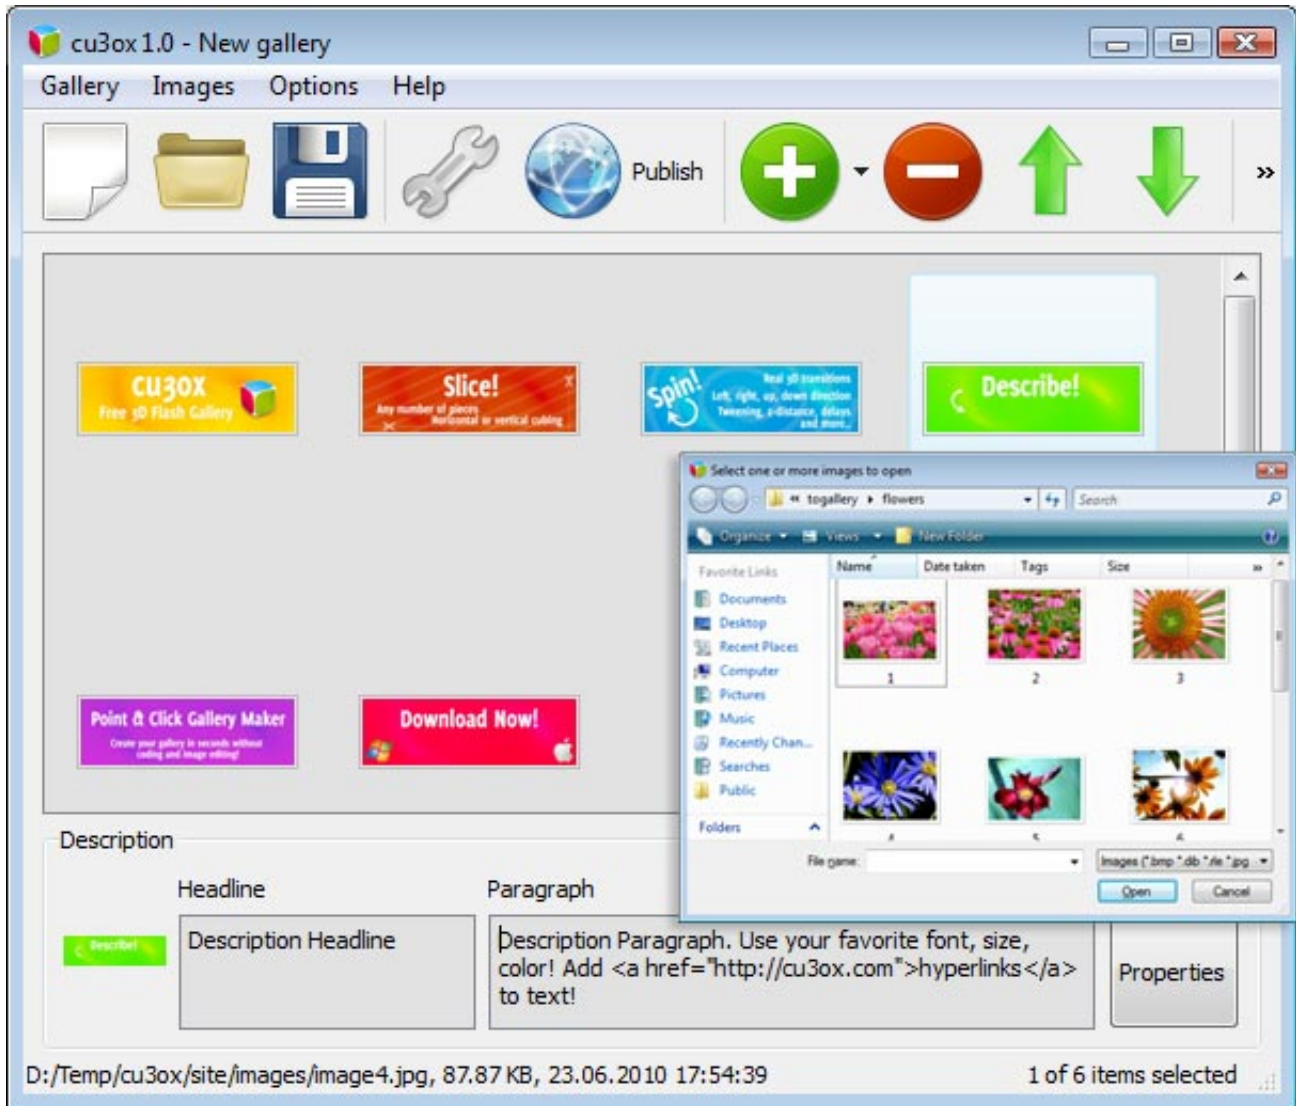 cu3ox 1.0 - New gallery
Gallery Images Options Help
Publish
»
cu3ox
Free 3D Flash Gallery
Slice!
Any number of pieces
Horizontal or vertical cubing
Spin!
Real 3D transitions
Left, right, up, down direction
Tweening, z-distance, delays
and more...
Describe!
Point & Click Gallery Maker
Create your gallery in seconds without
coding and image editing!
Download Now!
Select one or more images to open
« togallery flowers Search
Organize Views New Folder
Favorite Links Name Date taken Tags Size »
Documents
Desktop
Recent Places
Computer
Pictures
Music
Recently Chan...
Searches
Public
Folders
1 2 3
4 5 6
File name: Images (*.bmp *.dib *.rle *.jpg
Open Cancel
Description
Headline Paragraph
Describe!
Description Headline
Description Paragraph. Use your favorite font, size,
color! Add <a href="http://cu3ox.com">hyperlinks</a>
to text!
Properties
D:/Temp/cu3ox/site/images/image4.jpg, 87.87 KB, 23.06.2010 17:54:39 1 of 6 items selected